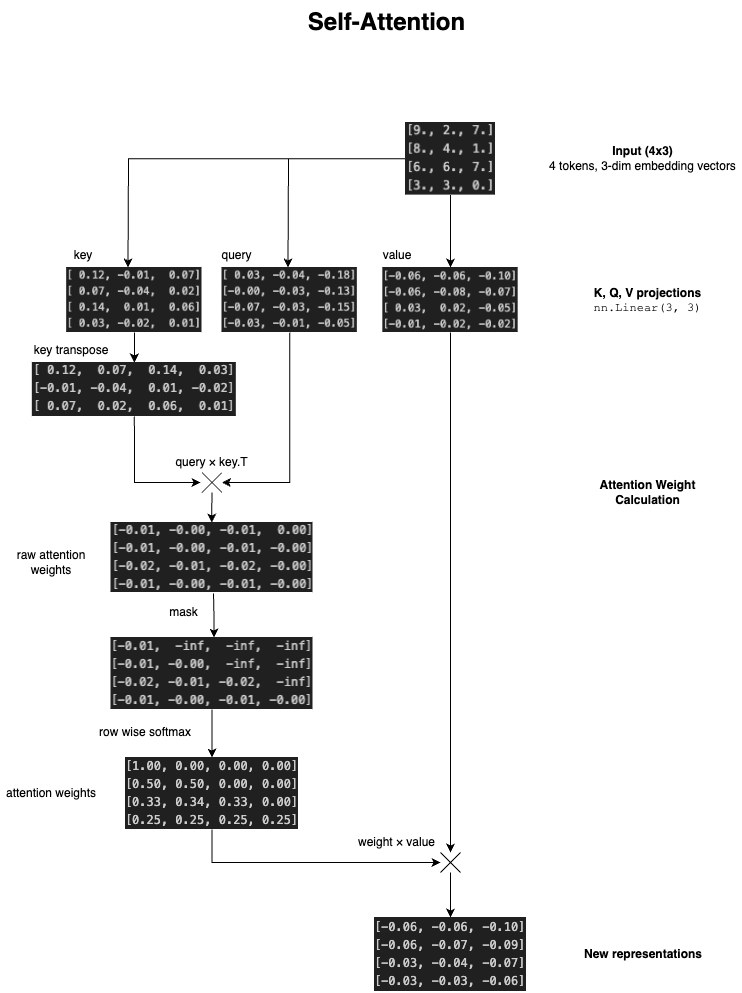 Self-Attention
[9., 2., 7.]
[8., 4., 1.]
[6., 6., 7.]
[3., 3., 0.]
Input (4x3)
4 tokens, 3-dim embedding vectors
key
[ 0.12, -0.01,  0.07]
[ 0.07, -0.04,  0.02]
[ 0.14,  0.01,  0.06]
[ 0.03, -0.02,  0.01]
query
[ 0.03, -0.04, -0.18]
[-0.00, -0.03, -0.13]
[-0.07, -0.03, -0.15]
[-0.03, -0.01, -0.05]
value
[-0.06, -0.06, -0.10]
[-0.06, -0.08, -0.07]
[ 0.03,  0.02, -0.05]
[-0.01, -0.02, -0.02]
K, Q, V projections
nn.Linear(3, 3)
key transpose
[ 0.12,  0.07,  0.14,  0.03]
[-0.01, -0.04,  0.01, -0.02]
[ 0.07,  0.02,  0.06,  0.01]
query × key.T
Attention Weight
Calculation
raw attention
weights
[-0.01, -0.00, -0.01,  0.00]
[-0.01, -0.00, -0.01, -0.00]
[-0.02, -0.01, -0.02, -0.00]
[-0.01, -0.00, -0.01, -0.00]
mask
[-0.01,  -inf,  -inf,  -inf]
[-0.01, -0.00,  -inf,  -inf]
[-0.02, -0.01, -0.02,  -inf]
[-0.01, -0.00, -0.01, -0.00]
row wise softmax
attention weights
[1.00, 0.00, 0.00, 0.00]
[0.50, 0.50, 0.00, 0.00]
[0.33, 0.34, 0.33, 0.00]
[0.25, 0.25, 0.25, 0.25]
weight × value
[-0.06, -0.06, -0.10]
[-0.06, -0.07, -0.09]
[-0.03, -0.04, -0.07]
[-0.03, -0.03, -0.06]
New representations